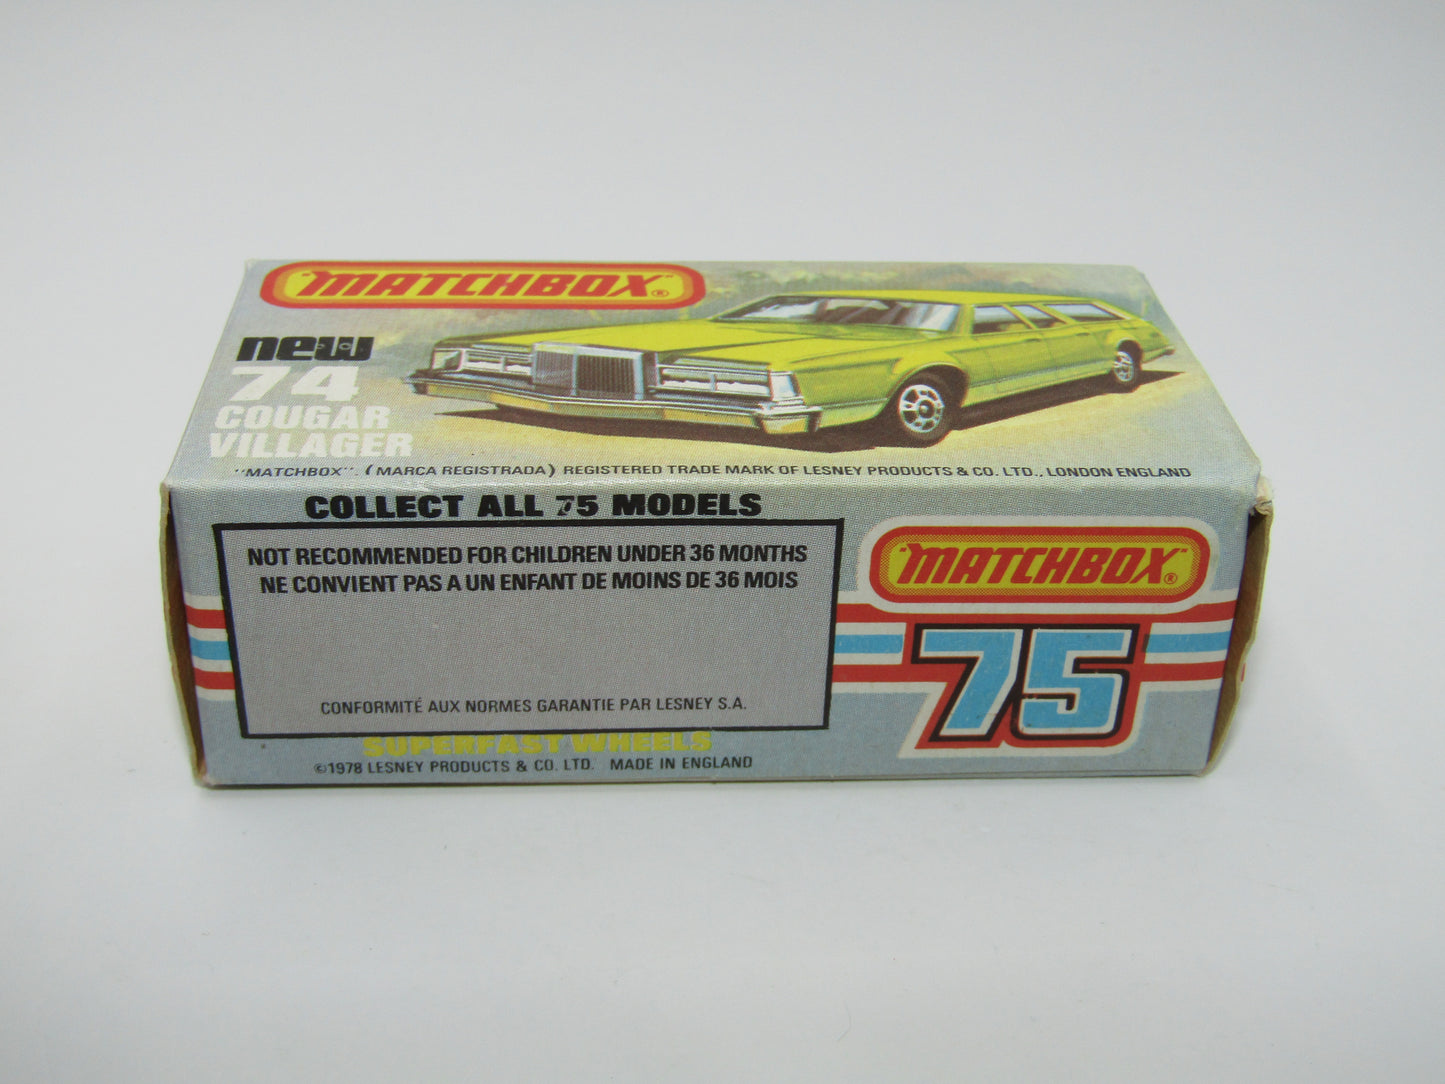 "MATCHBOX"®
new
NO.
74
COUGAR
VILLAGER
"MATCHBOX". (MARCA REGISTRADA) REGISTERED TRADE MARK OF LESNEY PRODUCTS & CO. LTD., LONDON ENGLAND
COLLECT ALL 75 MODELS
NOT RECOMMENDED FOR CHILDREN UNDER 36 MONTHS
NE CONVIENT PAS A UN ENFANT DE MOINS DE 36 MOIS
CONFORMITÉ AUX NORMES GARANTIE PAR LESNEY S.A.
SUPERFAST WHEELS
©1978 LESNEY PRODUCTS & CO. LTD. MADE IN ENGLAND
"MATCHBOX"®
75